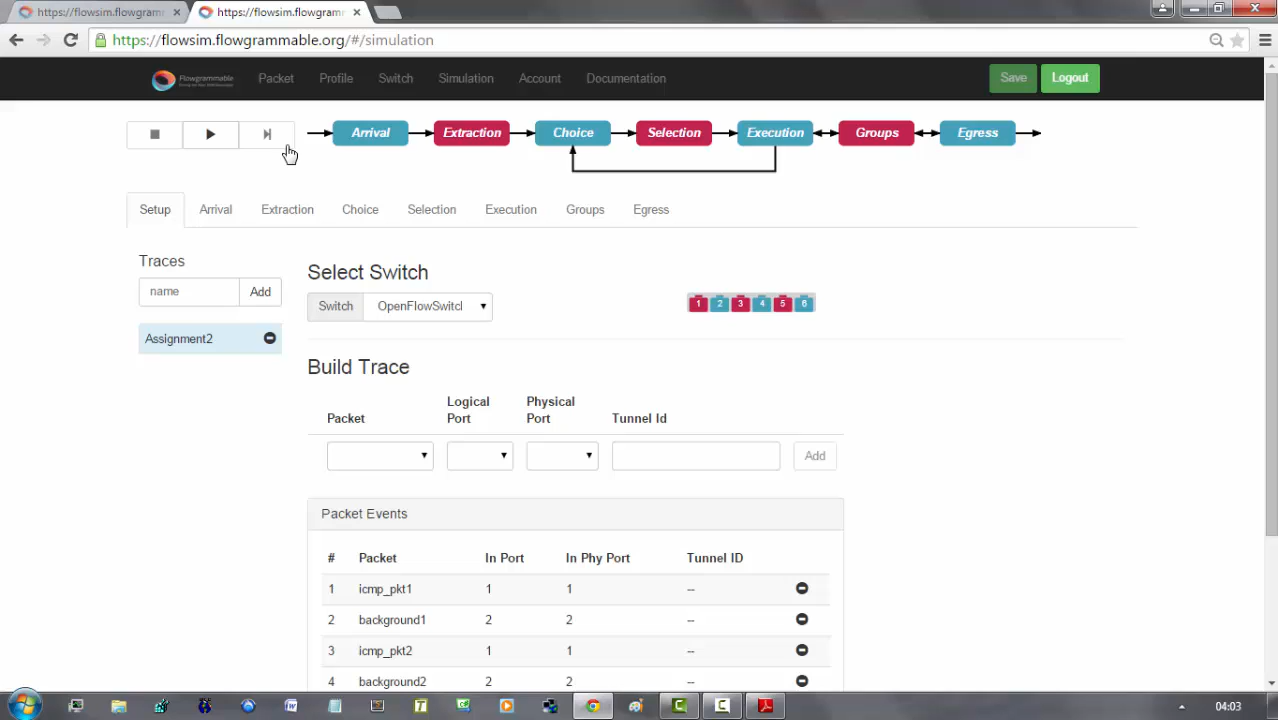 https://flowsim.flowgramm https://flowsim.flowgramm
https://flowsim.flowgrammable.org/#/simulation
Flowgrammable Packet Profile Switch Simulation Account Documentation Save Logout
Arrival Extraction Choice Selection Execution Groups Egress
Setup Arrival Extraction Choice Selection Execution Groups Egress
Traces
name Add
Assignment2
Select Switch
Switch OpenFlowSwitcl
1 2 3 4 5 6
Build Trace
Packet Logical Port Physical Port Tunnel Id
Add
Packet Events
# Packet In Port In Phy Port Tunnel ID
1 icmp_pkt1 1 1 --
2 background1 2 2 --
3 icmp_pkt2 1 1 --
4 background2 2 2 --
04:03